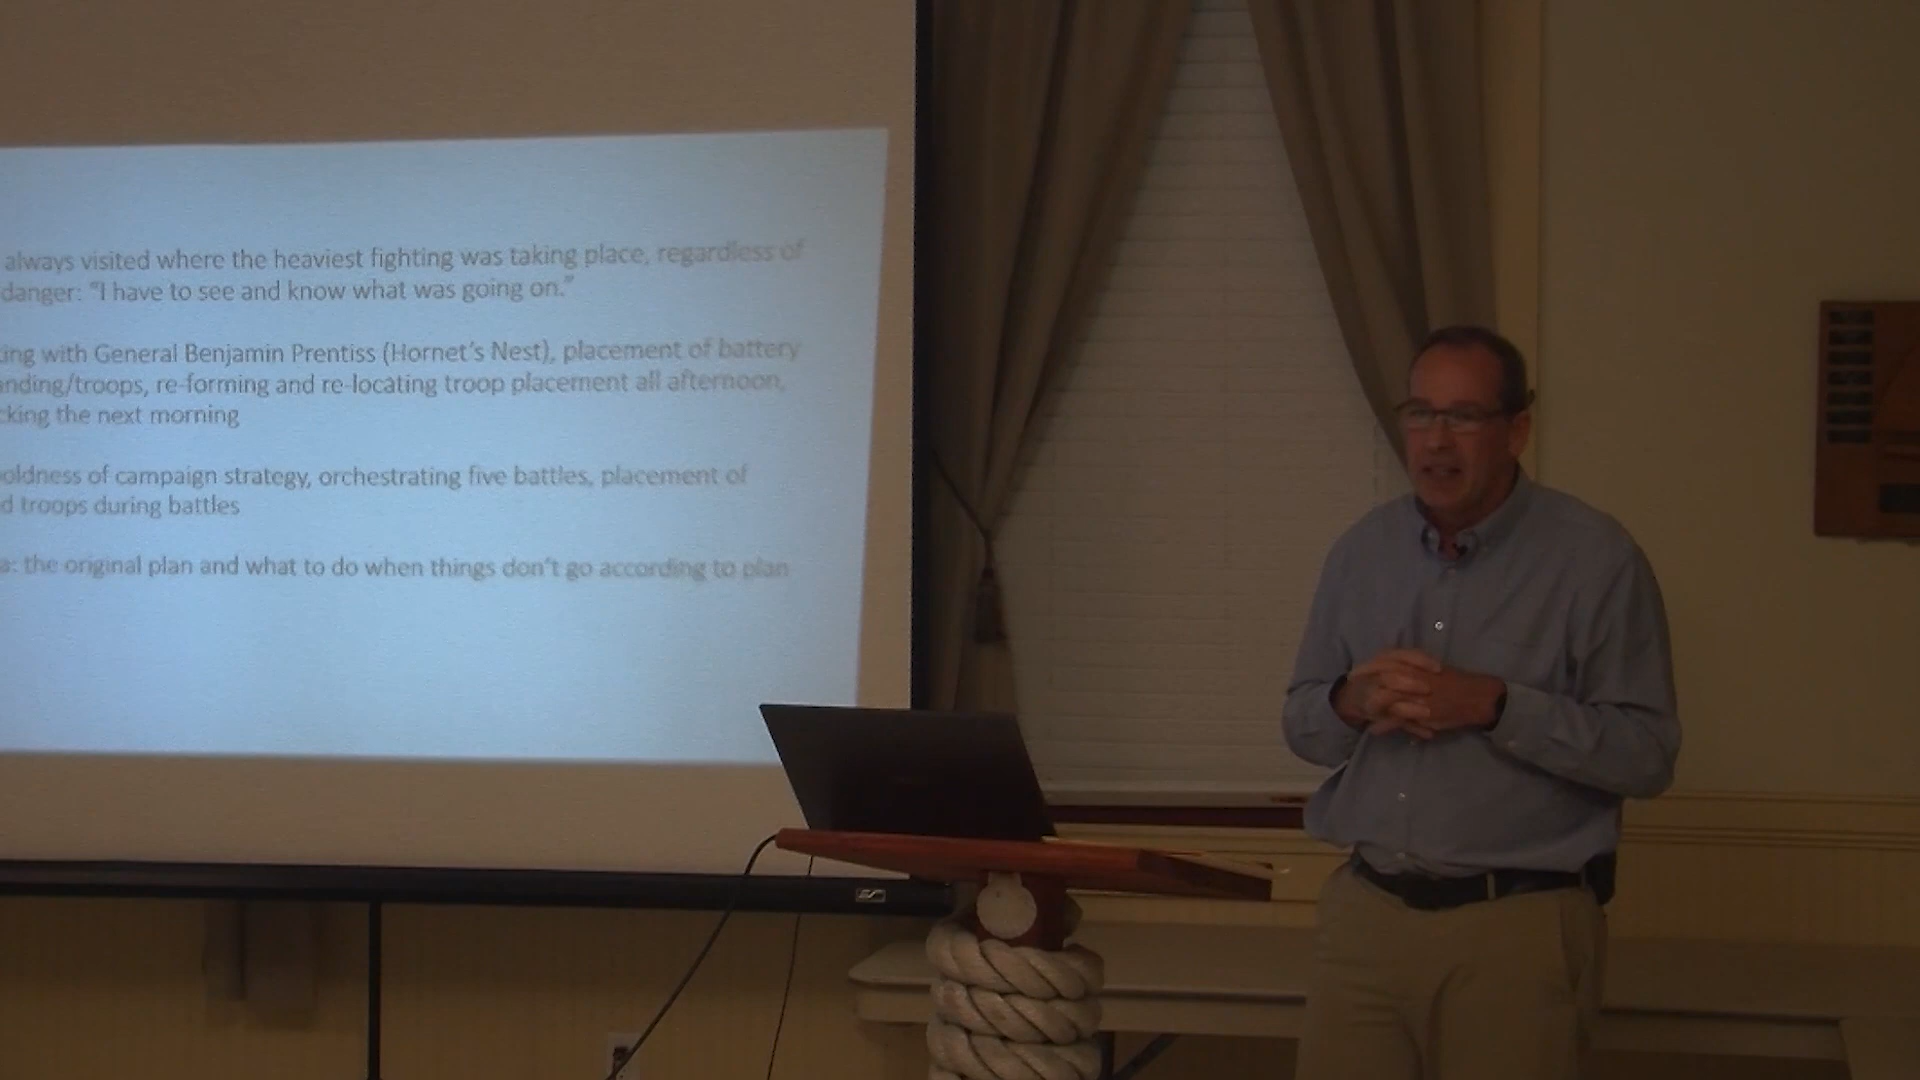 always visited where the heaviest fighting was taking place, regardless of
danger: "I have to see and know what was going on."
ing with General Benjamin Prentiss (Hornet's Nest), placement of battery
nding/troops, re-forming and re-locating troop placement all afternoon,
cking the next morning
oldness of campaign strategy, orchestrating five battles, placement of
d troops during battles
a: the original plan and what to do when things don't go according to plan